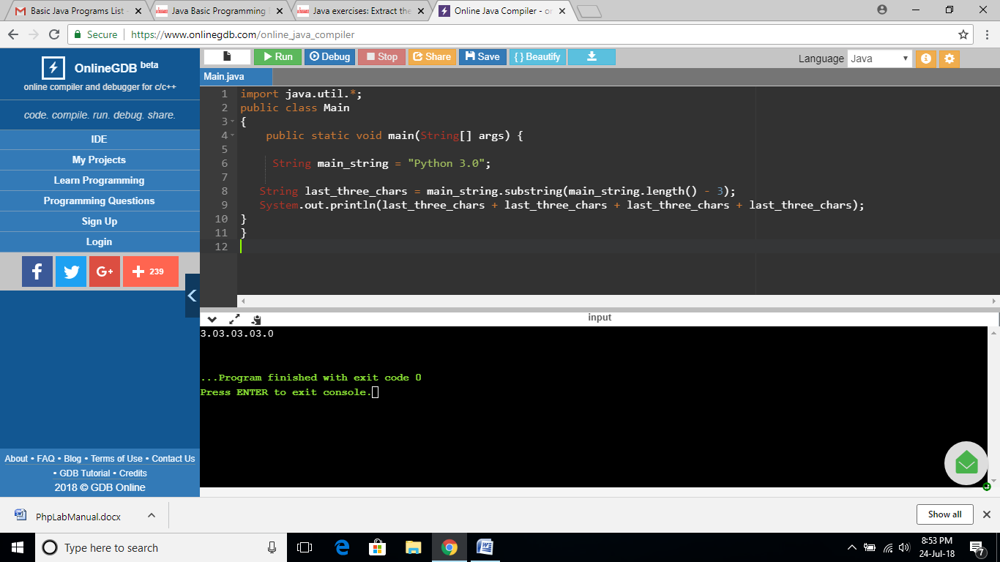 Basic Java Programs List -
Java Basic Programming
Java exercises: Extract the
Online Java Compiler - or
Secure https://www.onlinegdb.com/online_java_compiler
OnlineGDB beta
online compiler and debugger for c/c++
code. compile. run. debug. share.
IDE
My Projects
Learn Programming
Programming Questions
Sign Up
Login
G+
239
About • FAQ • Blog • Terms of Use • Contact Us
• GDB Tutorial • Credits
2018 © GDB Online
Run Debug Stop Share Save { } Beautify
Language Java
Main.java
1 import java.util.*;
2 public class Main
3 {
4 public static void main(String[] args) {
5
6 String main_string = "Python 3.0";
7
8 String last_three_chars = main_string.substring(main_string.length() - 3);
9 System.out.println(last_three_chars + last_three_chars + last_three_chars + last_three_chars);
10 }
11 }
12
input
3.03.03.03.0
...Program finished with exit code 0
Press ENTER to exit console.
PhpLabManual.docx
Show all
Type here to search
8:53 PM
24-Jul-18
7